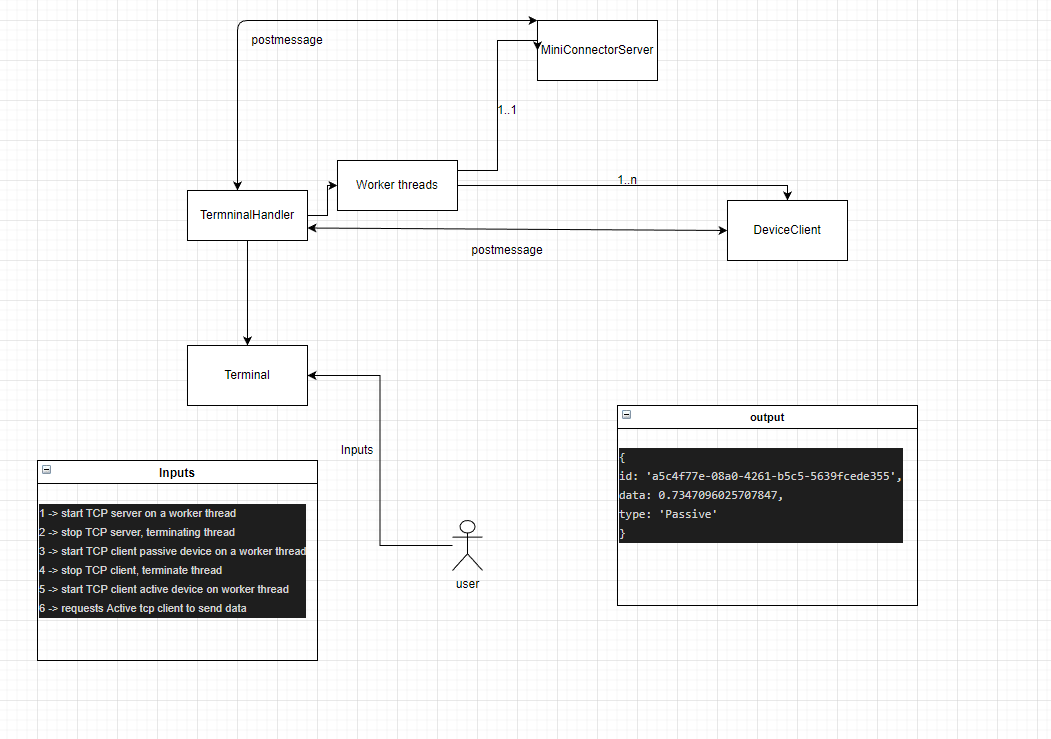 postmessage
MiniConnectorServer
1..1
Worker threads
1..n
TermninalHandler
DeviceClient
postmessage
Terminal
output
{
id: 'a5c4f77e-08a0-4261-b5c5-5639fcede355',
data: 0.7347096025707847,
type: 'Passive'
}
Inputs
Inputs
1 -> start TCP server on a worker thread
2 -> stop TCP server, terminating thread
3 -> start TCP client passive device on a worker thread
4 -> stop TCP client, terminate thread
5 -> start TCP client active device on worker thread
6 -> requests Active tcp client to send data
user